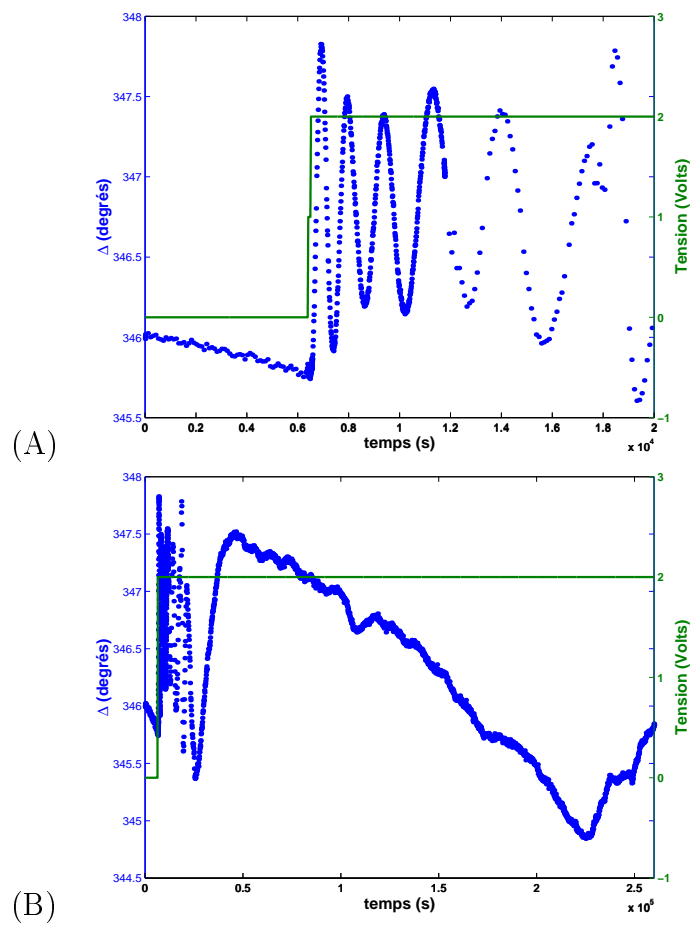 348
347.5
347
346.5
346
345.5
Δ (degrés)
3
2
1
0
−1
Tension (Volts)
0 0.2 0.4 0.6 0.8 1 1.2 1.4 1.6 1.8 2
temps (s)
x 10^4
(A)
348
347.5
347
346.5
346
345.5
345
344.5
Δ (degrés)
3
2
1
0
−1
Tension (Volts)
0 0.5 1 1.5 2 2.5
temps (s)
x 10^5
(B)